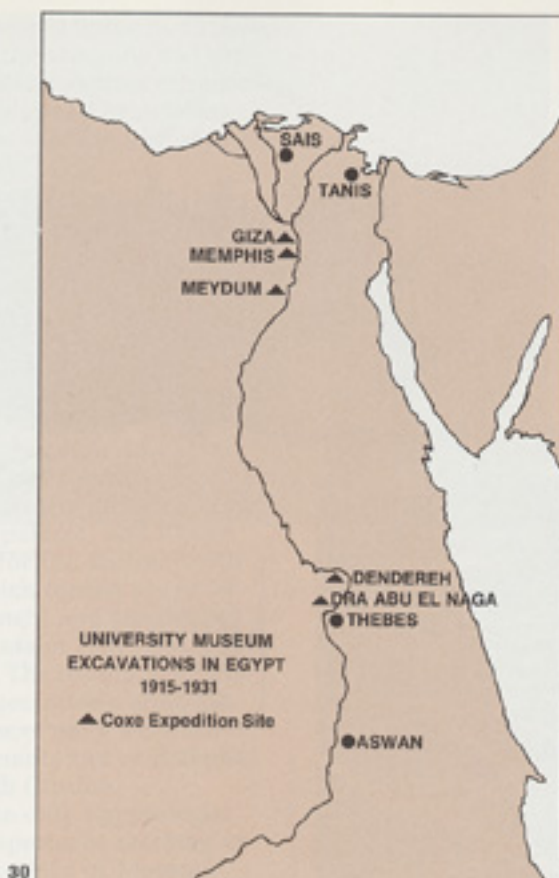 SAIS
TANIS
GIZA
MEMPHIS
MEYDUM
DENDEREH
DRA ABU EL NAGA
THEBES
UNIVERSITY MUSEUM
EXCAVATIONS IN EGYPT
1915-1931
Coxe Expedition Site
ASWAN
30